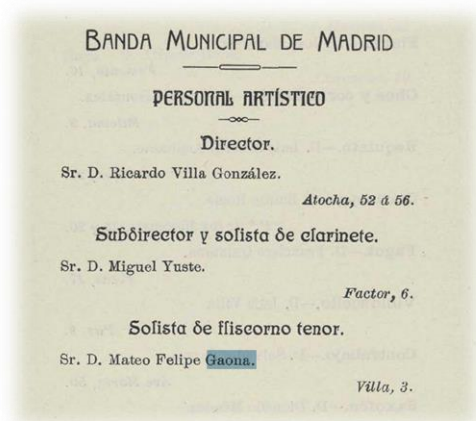 BANDA MUNICIPAL DE MADRID
PERSONAL ARTÍSTICO
Director.
Sr. D. Ricardo Villa González.
Atocha, 52 á 56.
Subdirector y solista de clarinete.
Sr. D. Miguel Yuste.
Factor, 6.
Solista de fliscorno tenor.
Sr. D. Mateo Felipe Gaona.
Villa, 3.